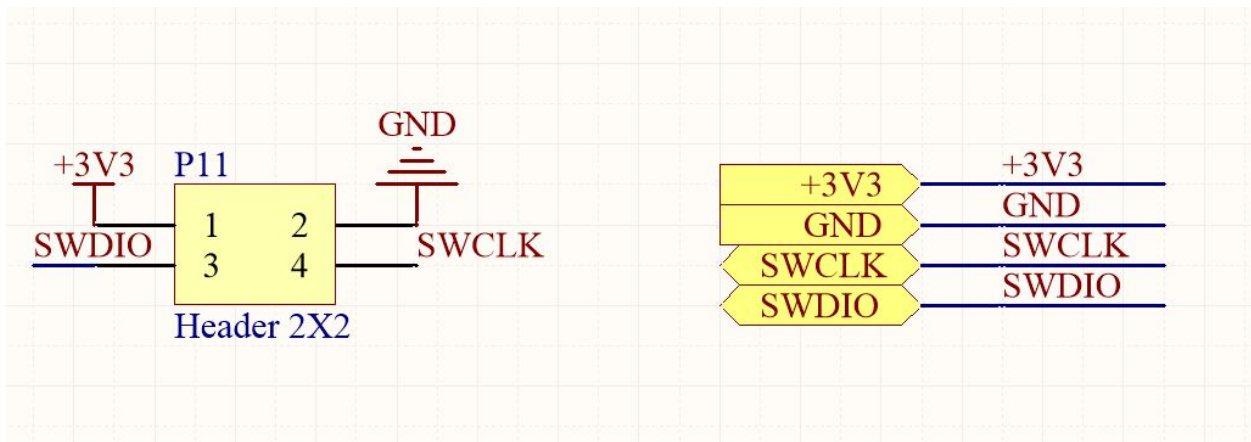 GND
+3V3 P11
1 2
SWDIO SWCLK
3 4
Header 2X2
+3V3 +3V3
GND GND
SWCLK SWCLK
SWDIO SWDIO